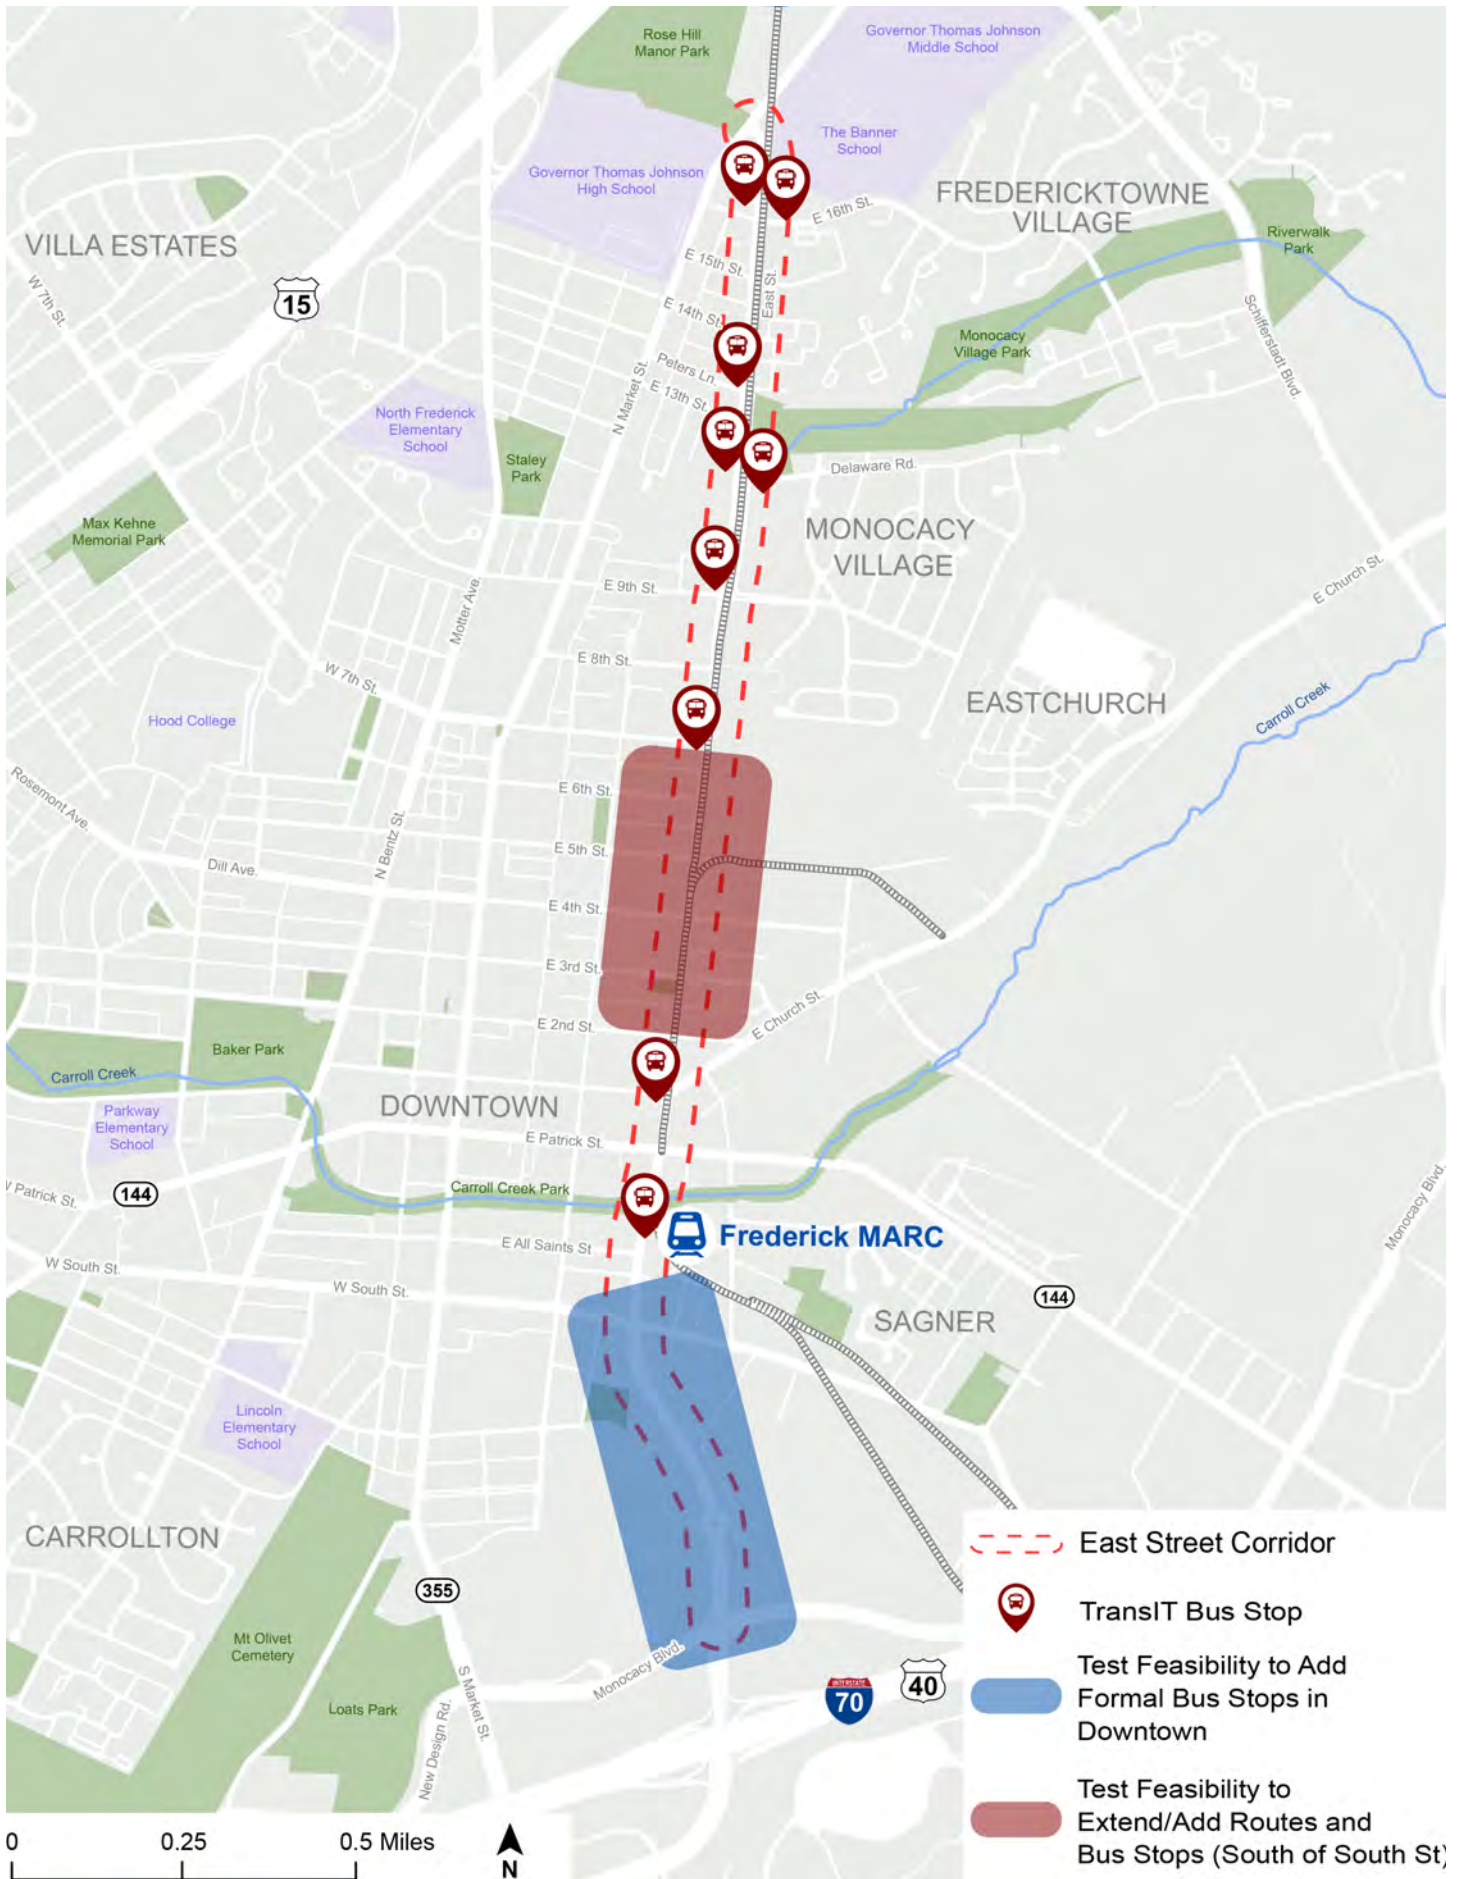 Rose Hill
Manor Park
Governor Thomas Johnson
Middle School
The Banner
School
Governor Thomas Johnson
High School
FREDERICKTOWNE
VILLAGE
E 16th St.
Riverwalk
Park
VILLA ESTATES
E 15th St.
East St.
W 7th St.
15
E 14th St.
Schifferstadt Blvd.
Monocacy
Village Park
Peters Ln.
N Market St.
E 13th St.
North Frederick
Elementary
School
Staley
Park
Delaware Rd.
Max Kehne
Memorial Park
MONOCACY
VILLAGE
E Church St.
E 9th St.
Motter Ave.
E 8th St.
W 7th St.
EASTCHURCH
Carroll Creek
Hood College
Rosemont Ave.
E 6th St.
N Bentz St.
E 5th St.
Dill Ave.
E 4th St.
E 3rd St.
E 2nd St.
E Church St.
Baker Park
Carroll Creek
DOWNTOWN
Parkway
Elementary
School
E Patrick St.
W Patrick St.
144
Carroll Creek Park
Monocacy Blvd.
Frederick MARC
E All Saints St
W South St.
W South St.
144
SAGNER
Lincoln
Elementary
School
CARROLLTON
355
Mt Olivet
Cemetery
Monocacy Blvd.
S Market St.
Loats Park
New Design Rd.
INTERSTATE
70
40
East Street Corridor
TransIT Bus Stop
Test Feasibility to Add
Formal Bus Stops in
Downtown
Test Feasibility to
Extend/Add Routes and
Bus Stops (South of South St)
0 0.25 0.5 Miles
N